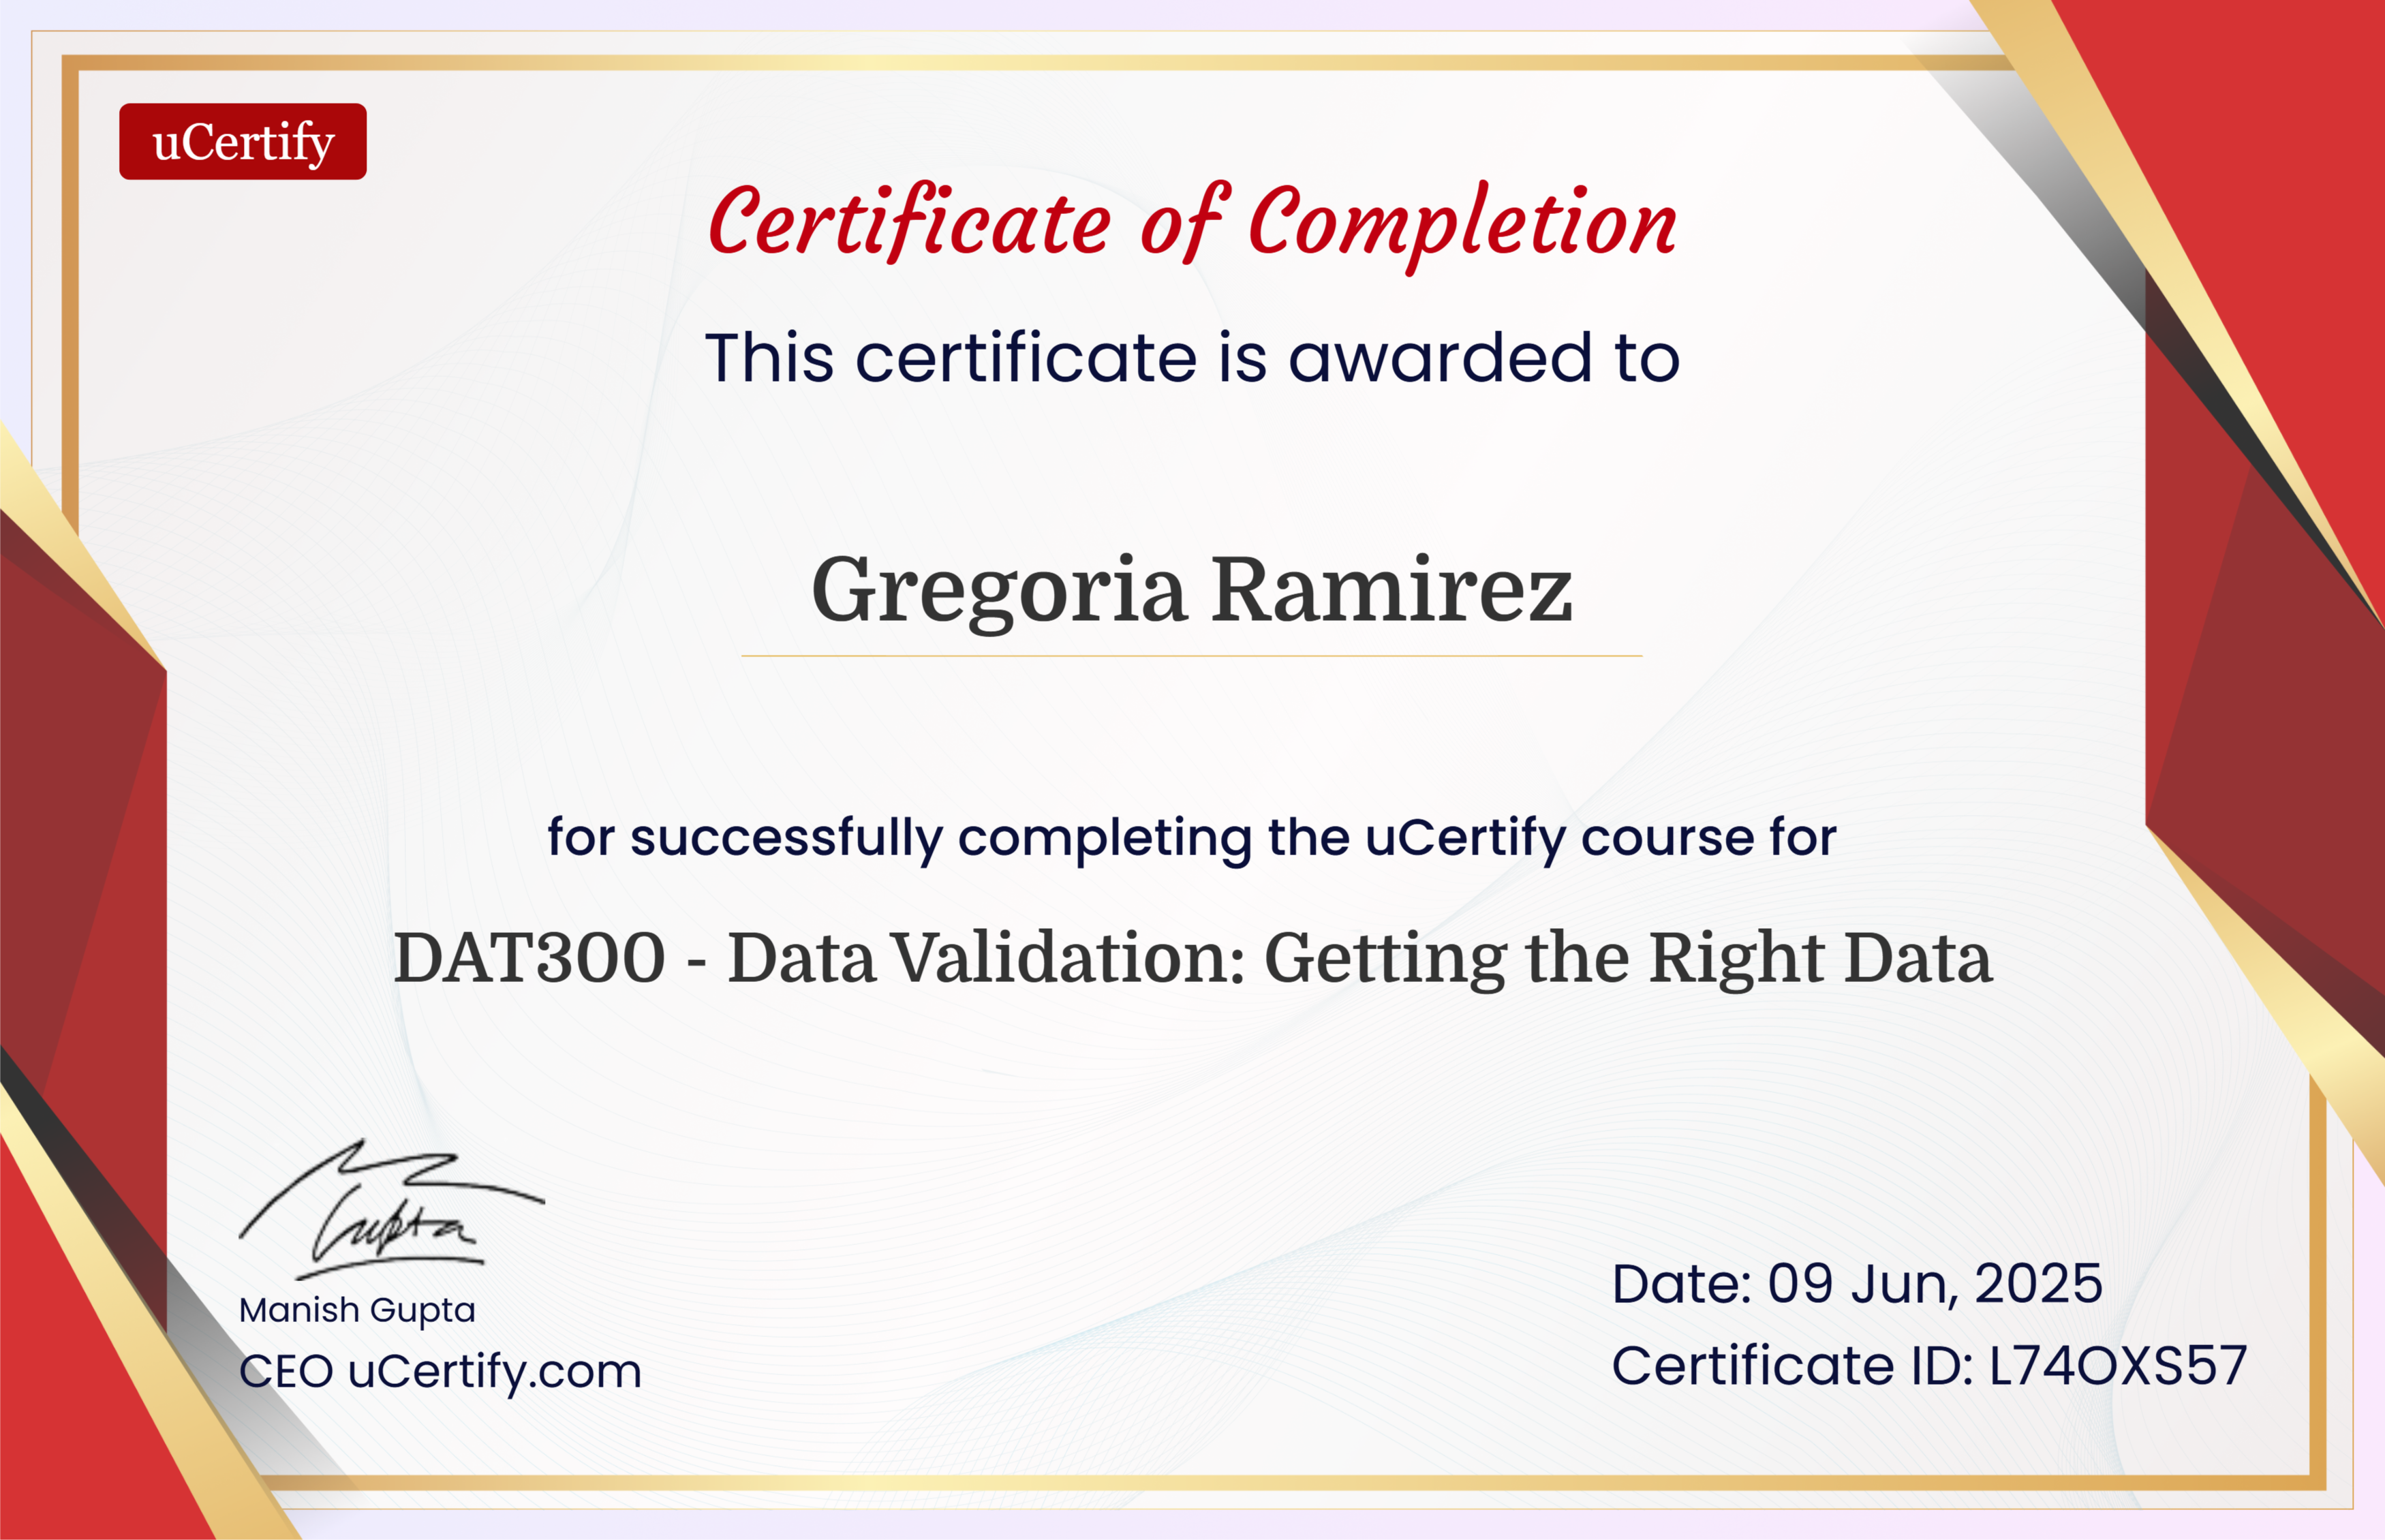 uCertify
Certificate of Completion
This certificate is awarded to
Gregoria Ramirez
for successfully completing the uCertify course for
DAT300 - Data Validation: Getting the Right Data
Gupta
Manish Gupta
CEO uCertify.com
Date: 09 Jun, 2025
Certificate ID: L74OXS57